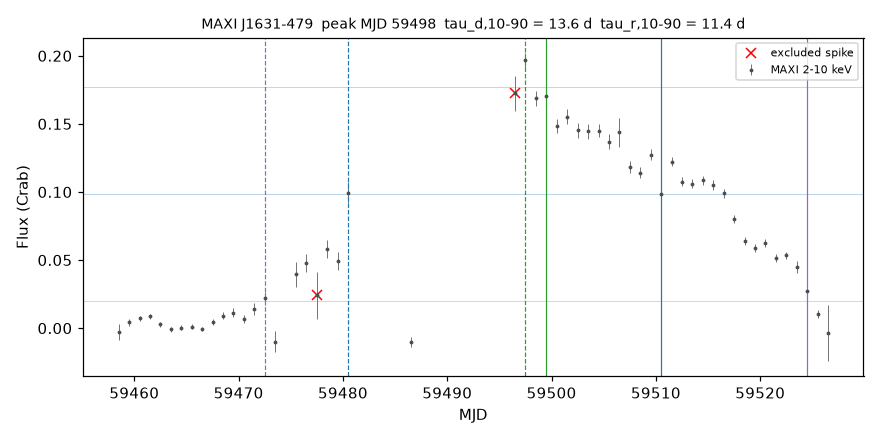 MAXI J1631-479 peak MJD 59498 tau_d,10-90 = 13.6 d tau_r,10-90 = 11.4 d
excluded spike
MAXI 2-10 keV
Flux (Crab)
0.20
0.15
0.10
0.05
0.00
59460 59470 59480 59490 59500 59510 59520
MJD